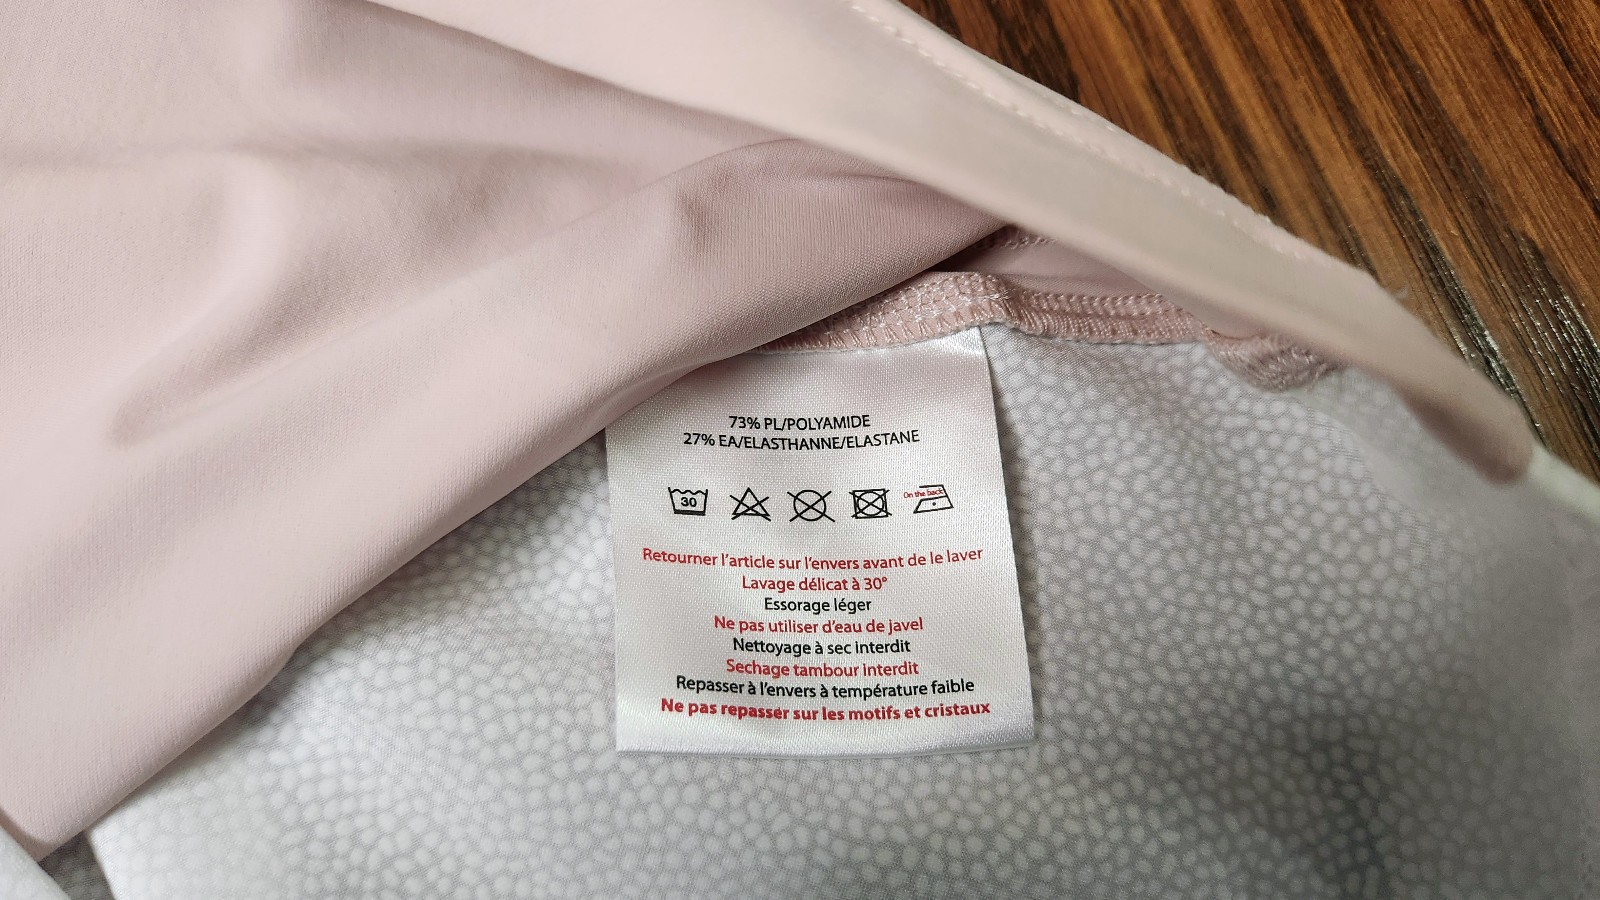 73% PL/POLYAMIDE
27% EA/ELASTHANNE/ELASTANE
30
On the back
Retourner l'article sur l'envers avant de le laver
Lavage délicat à 30°
Essorage léger
Ne pas utiliser d'eau de javel
Nettoyage à sec interdit
Sechage tambour interdit
Repasser à l'envers à température faible
Ne pas repasser sur les motifs et cristaux